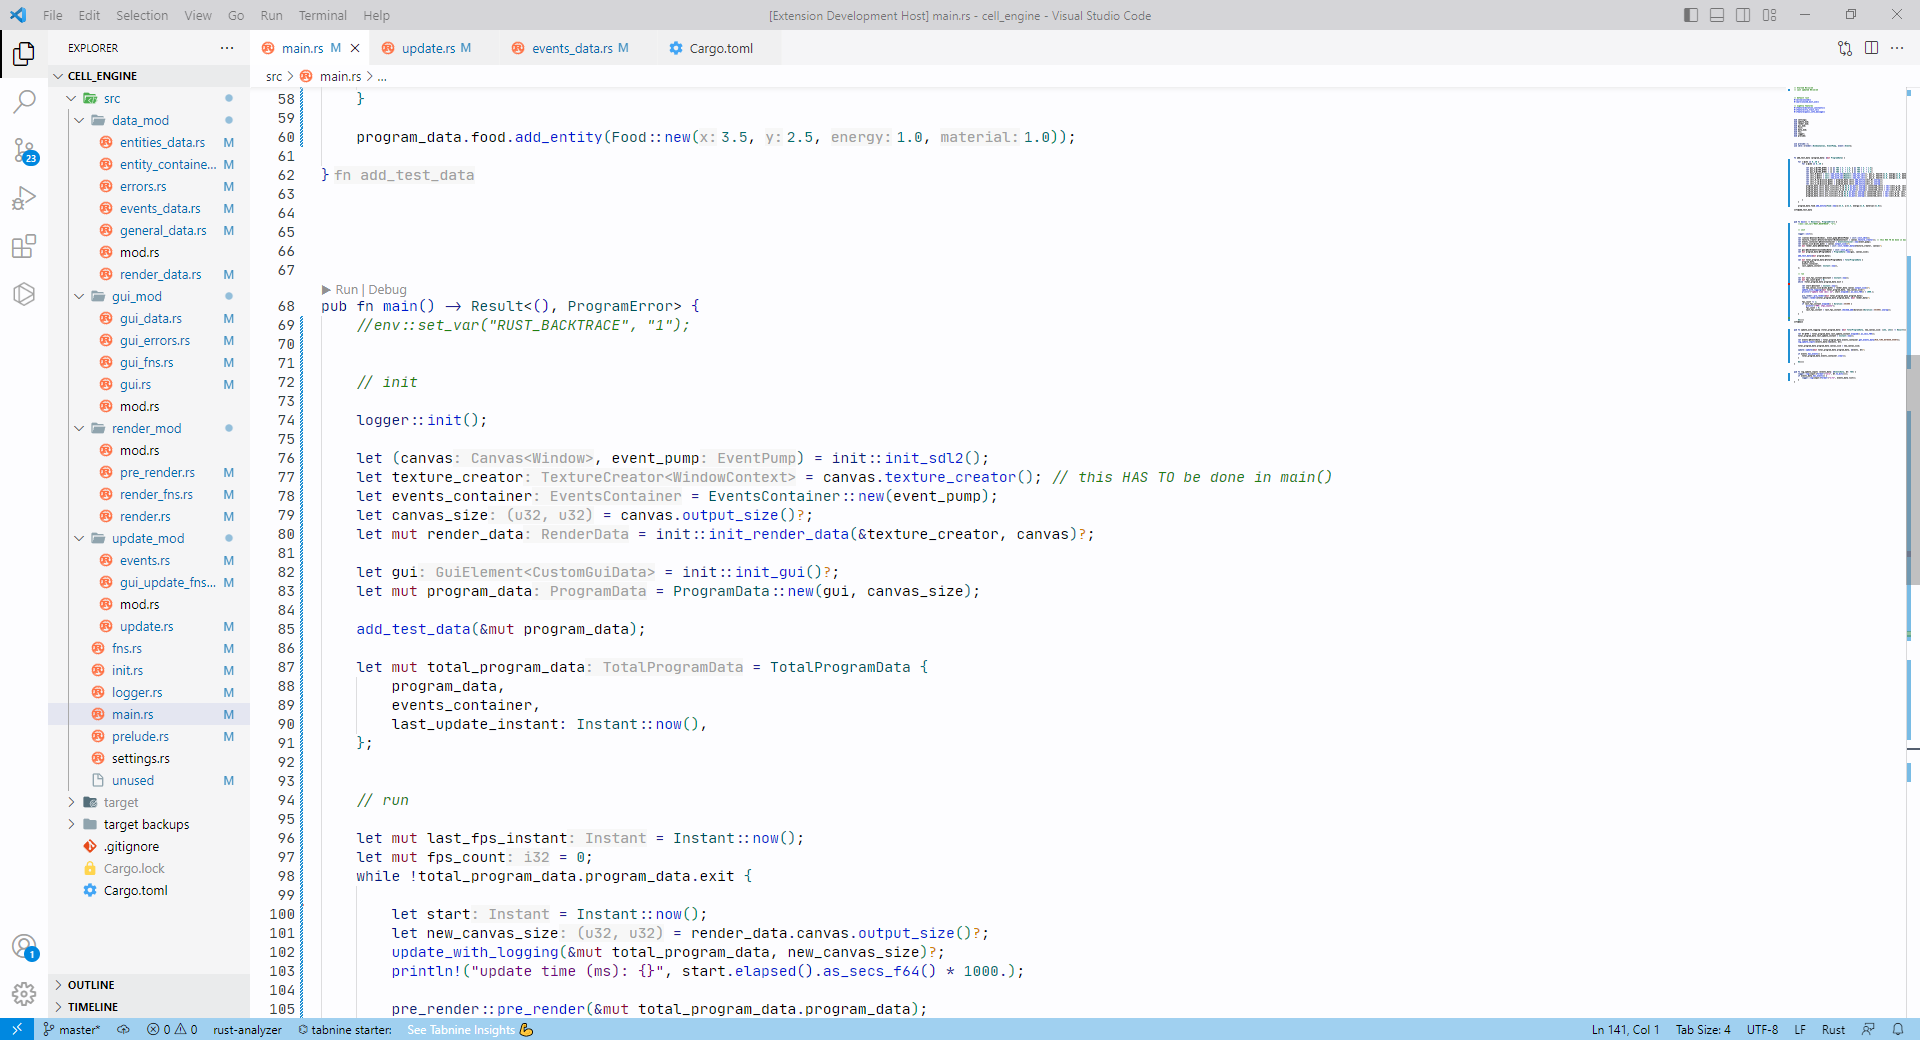 File Edit Selection View Go Run Terminal Help
[Extension Development Host] main.rs - cell_engine - Visual Studio Code
EXPLORER
main.rs M
update.rs M
events_data.rs M
Cargo.toml
CELL_ENGINE
src > main.rs > ...
src
data_mod
entities_data.rs M
entity_containe... M
errors.rs M
events_data.rs M
general_data.rs M
mod.rs
render_data.rs M
gui_mod
gui_data.rs M
gui_errors.rs M
gui_fns.rs M
gui.rs M
mod.rs
render_mod
mod.rs
pre_render.rs M
render_fns.rs M
render.rs M
update_mod
events.rs M
gui_update_fns... M
mod.rs
update.rs M
fns.rs M
init.rs M
logger.rs M
main.rs M
prelude.rs M
settings.rs
unused M
target
target backups
.gitignore
Cargo.lock
Cargo.toml
OUTLINE
TIMELINE
23
1
58 }
59
60 program_data.food.add_entity(Food::new(x: 3.5, y: 2.5, energy: 1.0, material: 1.0));
61
62 } fn add_test_data
63
64
65
66
67
Run | Debug
68 pub fn main() -> Result<(), ProgramError> {
69 //env::set_var("RUST_BACKTRACE", "1");
70
71
72 // init
73
74 logger::init();
75
76 let (canvas: Canvas<Window>, event_pump: EventPump) = init::init_sdl2();
77 let texture_creator: TextureCreator<WindowContext> = canvas.texture_creator(); // this HAS TO be done in main()
78 let events_container: EventsContainer = EventsContainer::new(event_pump);
79 let canvas_size: (u32, u32) = canvas.output_size()?;
80 let mut render_data: RenderData = init::init_render_data(&texture_creator, canvas)?;
81
82 let gui: GuiElement<CustomGuiData> = init::init_gui()?;
83 let mut program_data: ProgramData = ProgramData::new(gui, canvas_size);
84
85 add_test_data(&mut program_data);
86
87 let mut total_program_data: TotalProgramData = TotalProgramData {
88 program_data,
89 events_container,
90 last_update_instant: Instant::now(),
91 };
92
93
94 // run
95
96 let mut last_fps_instant: Instant = Instant::now();
97 let mut fps_count: i32 = 0;
98 while !total_program_data.program_data.exit {
99
100 let start: Instant = Instant::now();
101 let new_canvas_size: (u32, u32) = render_data.canvas.output_size()?;
102 update_with_logging(&mut total_program_data, new_canvas_size)?;
103 println!("update time (ms): {}", start.elapsed().as_secs_f64() * 1000.);
104
105 pre_render::pre_render(&mut total_program_data.program_data);
master* 0 0 rust-analyzer tabnine starter: See Tabnine Insights
Ln 141, Col 1 Tab Size: 4 UTF-8 LF Rust